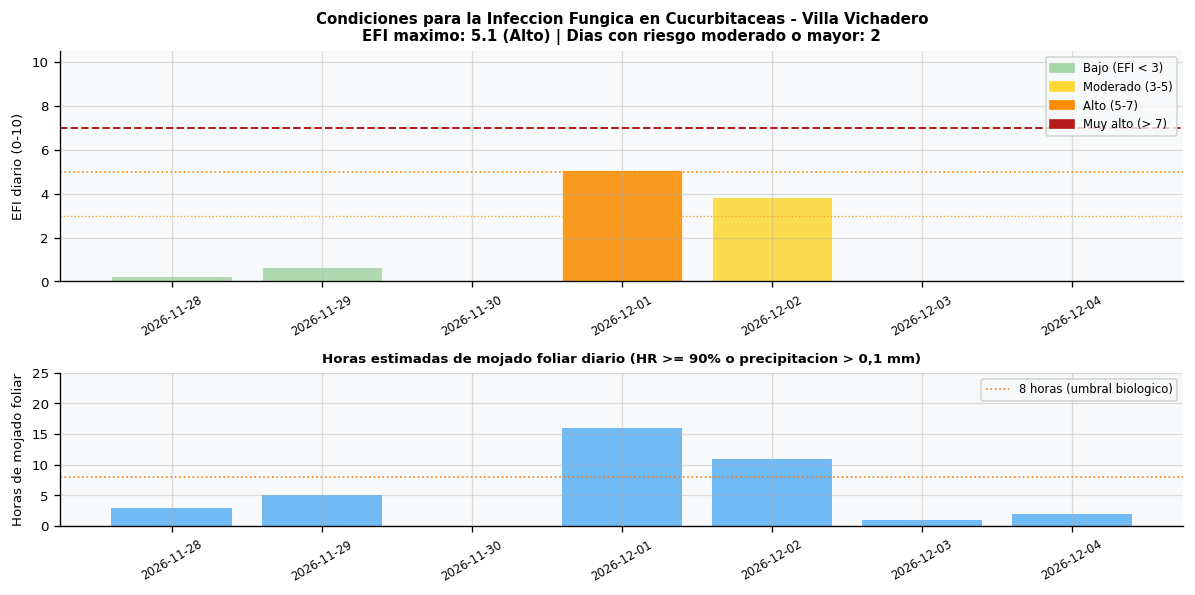 Condiciones para la Infeccion Fungica en Cucurbitaceas - Villa Vichadero
EFI maximo: 5.1 (Alto) | Dias con riesgo moderado o mayor: 2
EFI diario (0-10)
10
8
6
4
2
0
Bajo (EFI < 3)
Moderado (3-5)
Alto (5-7)
Muy alto (> 7)
2026-11-28
2026-11-29
2026-11-30
2026-12-01
2026-12-02
2026-12-03
2026-12-04
Horas estimadas de mojado foliar diario (HR >= 90% o precipitacion > 0,1 mm)
Horas de mojado foliar
25
20
15
10
5
0
8 horas (umbral biologico)
2026-11-28
2026-11-29
2026-11-30
2026-12-01
2026-12-02
2026-12-03
2026-12-04